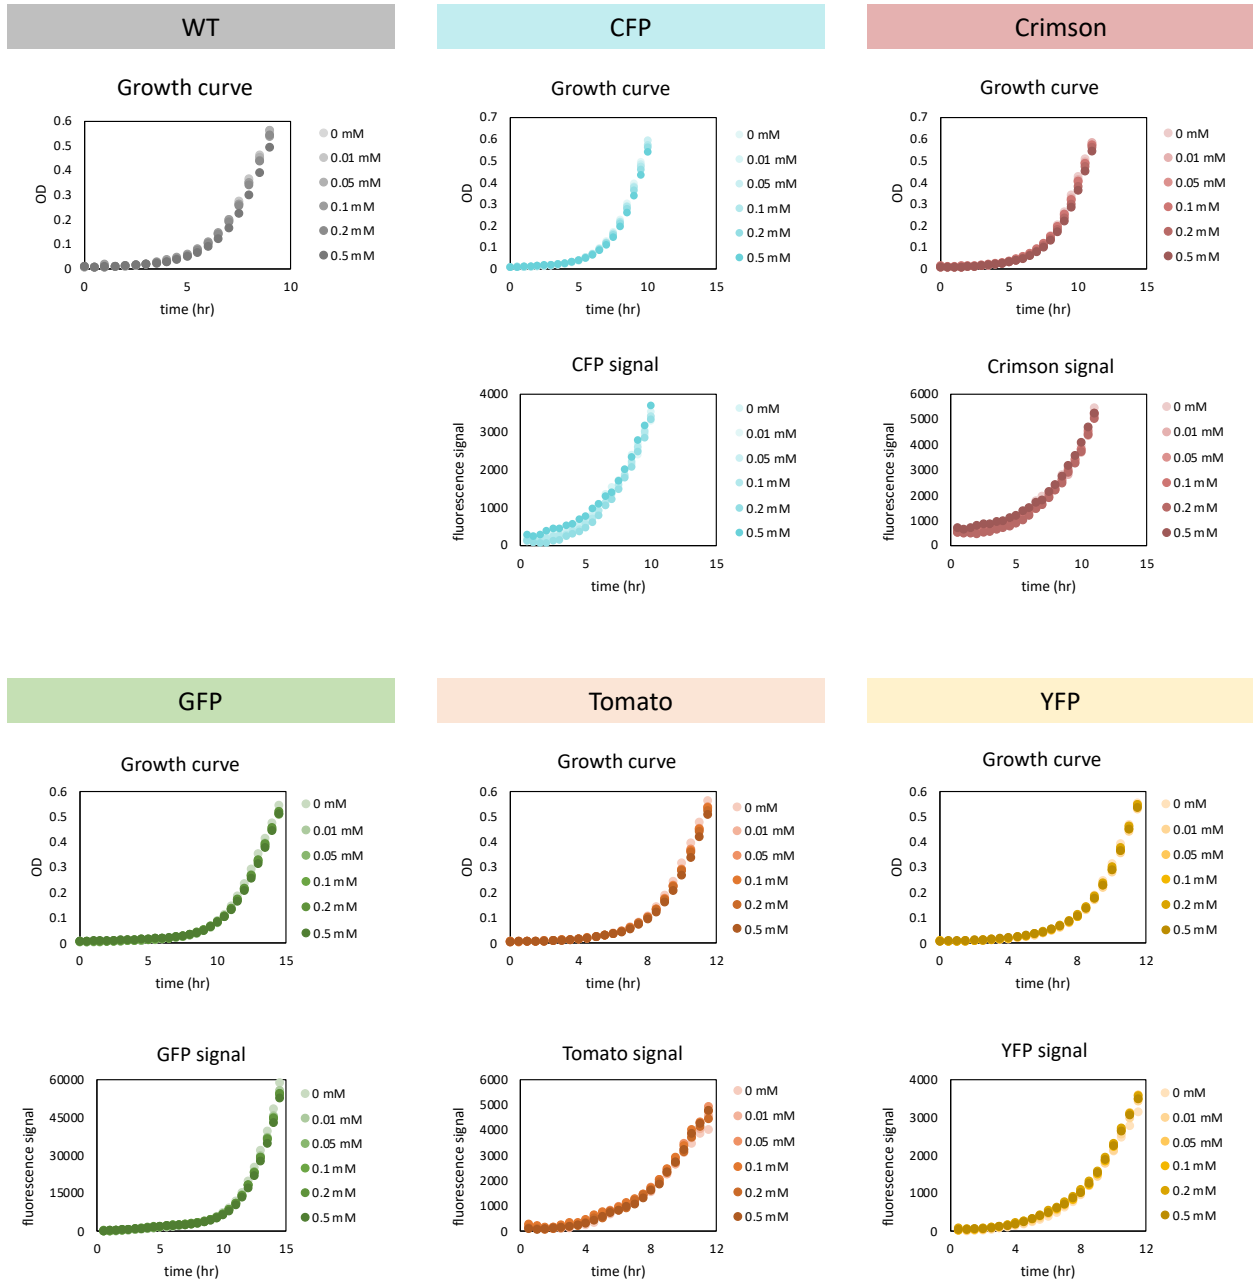 WT
Growth curve
OD
0.6
0.5
0.4
0.3
0.2
0.1
0
0 5 10
time (hr)
0 mM
0.01 mM
0.05 mM
0.1 mM
0.2 mM
0.5 mM
CFP
Growth curve
OD
0.7
0.6
0.5
0.4
0.3
0.2
0.1
0
0 5 10 15
time (hr)
0 mM
0.01 mM
0.05 mM
0.1 mM
0.2 mM
0.5 mM
CFP signal
fluorescence signal
4000
3000
2000
1000
0
0 5 10 15
time (hr)
0 mM
0.01 mM
0.05 mM
0.1 mM
0.2 mM
0.5 mM
Crimson
Growth curve
OD
0.7
0.6
0.5
0.4
0.3
0.2
0.1
0
0 5 10 15
time (hr)
0 mM
0.01 mM
0.05 mM
0.1 mM
0.2 mM
0.5 mM
Crimson signal
fluorescence signal
6000
5000
4000
3000
2000
1000
0
0 5 10 15
time (hr)
0 mM
0.01 mM
0.05 mM
0.1 mM
0.2 mM
0.5 mM
GFP
Growth curve
OD
0.6
0.5
0.4
0.3
0.2
0.1
0
0 5 10 15
time (hr)
0 mM
0.01 mM
0.05 mM
0.1 mM
0.2 mM
0.5 mM
GFP signal
fluorescence signal
60000
45000
30000
15000
0
0 5 10 15
time (hr)
0 mM
0.01 mM
0.05 mM
0.1 mM
0.2 mM
0.5 mM
Tomato
Growth curve
OD
0.6
0.5
0.4
0.3
0.2
0.1
0
0 4 8 12
time (hr)
0 mM
0.01 mM
0.05 mM
0.1 mM
0.2 mM
0.5 mM
Tomato signal
fluorescence signal
6000
5000
4000
3000
2000
1000
0
0 4 8 12
time (hr)
0 mM
0.01 mM
0.05 mM
0.1 mM
0.2 mM
0.5 mM
YFP
Growth curve
OD
0.6
0.5
0.4
0.3
0.2
0.1
0
0 4 8 12
time (hr)
0 mM
0.01 mM
0.05 mM
0.1 mM
0.2 mM
0.5 mM
YFP signal
fluorescence signal
4000
3000
2000
1000
0
0 4 8 12
time (hr)
0 mM
0.01 mM
0.05 mM
0.1 mM
0.2 mM
0.5 mM